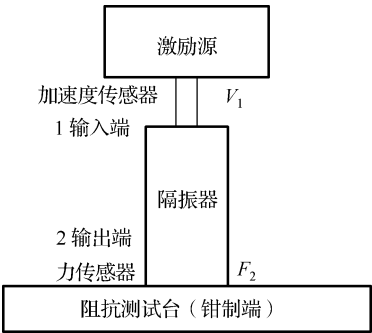 激励源
加速度传感器 V₁
1 输入端
隔振器
2 输出端
力传感器 F₂
阻抗测试台（钳制端）